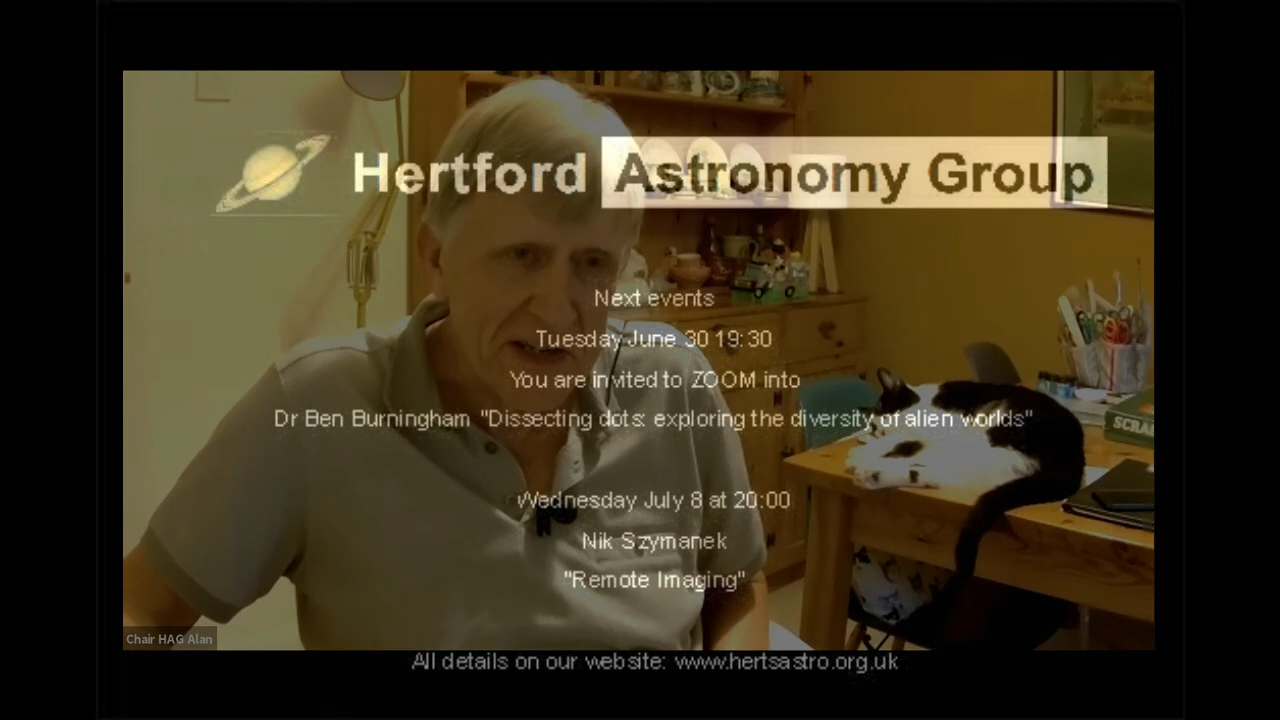 Hertford Astronomy Group
Next events
Tuesday June 30 19:30
You are invited to ZOOM into
Dr Ben Burningham "Dissecting dots: exploring the diversity of alien worlds"
SCRA
Wednesday July 8 at 20:00
Nik Szymanek
"Remote Imaging"
Chair HAG Alan
All details on our website: www.hertsastro.org.uk